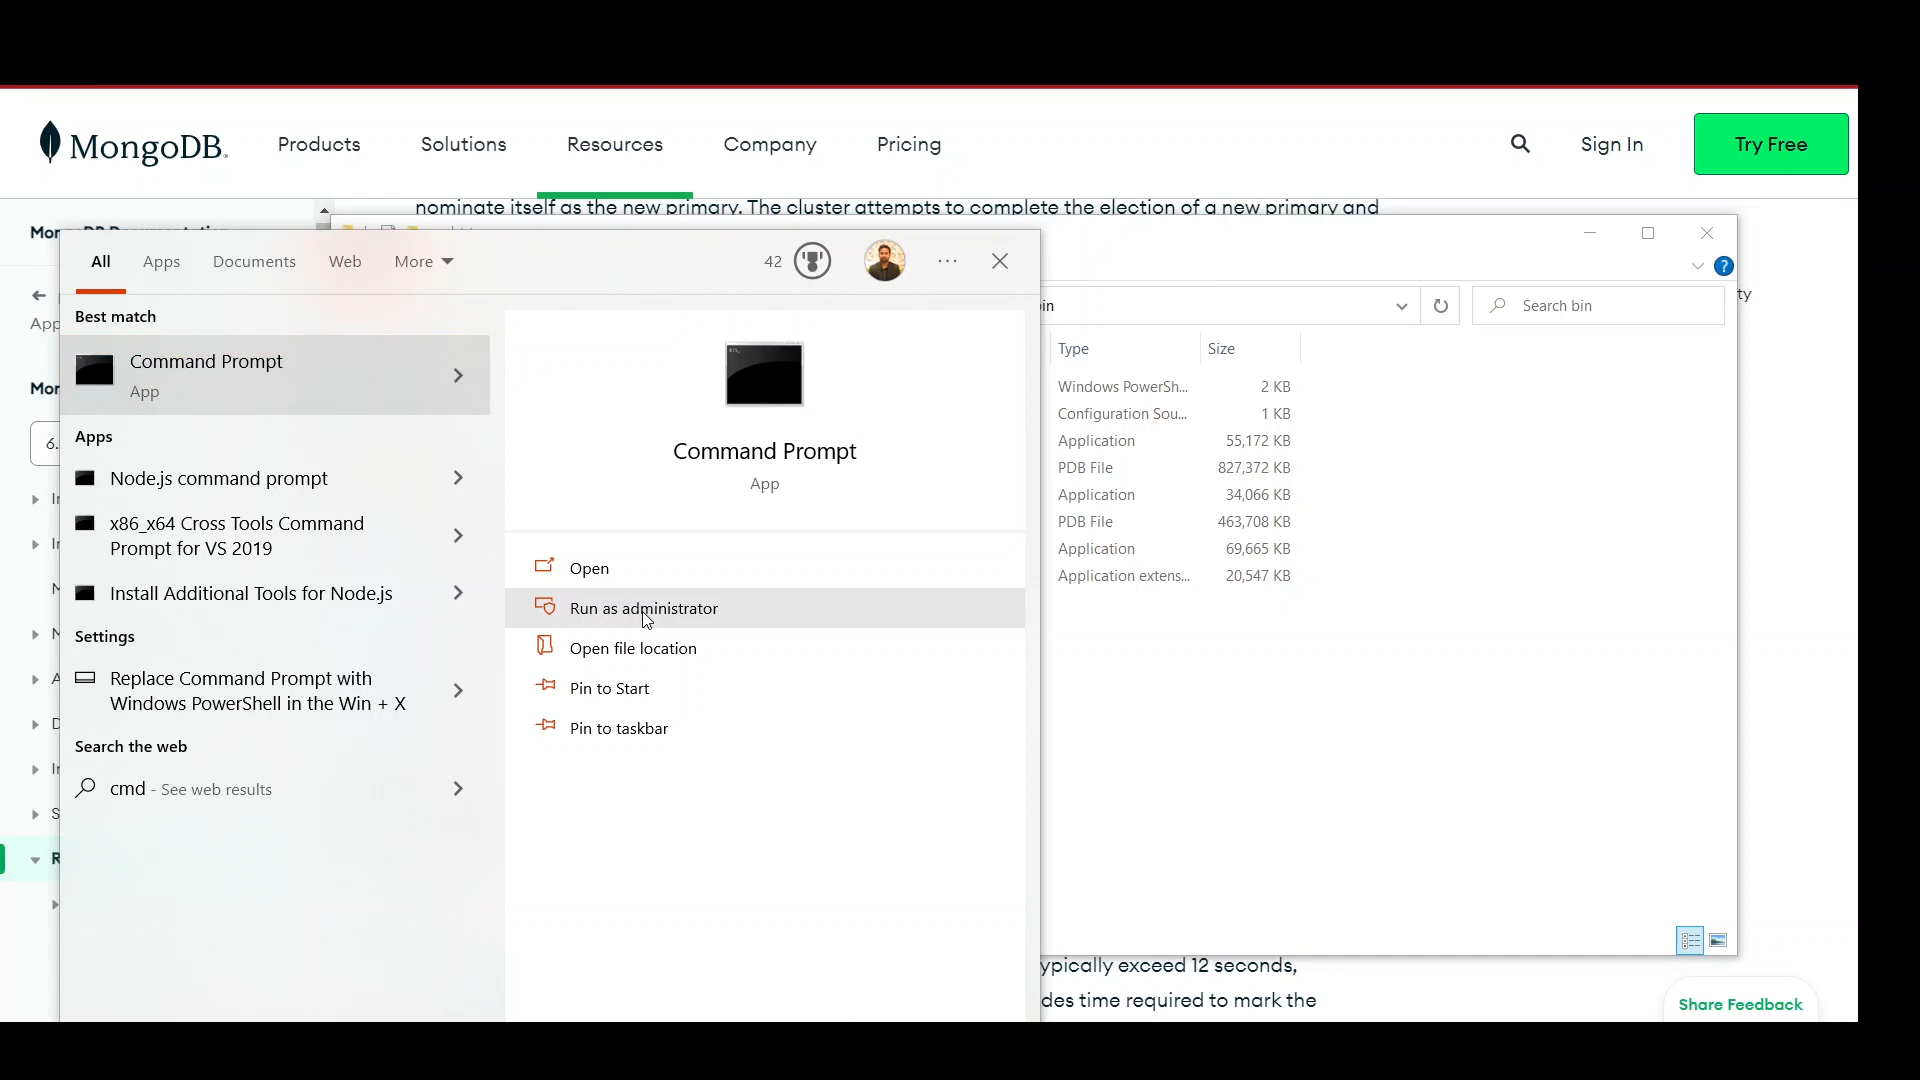 MongoDB.
Products
Solutions
Resources
Company
Pricing
Sign In
Try Free
nominate itself as the new primary. The cluster attempts to complete the election of a new primary and
All
Apps
Documents
Web
More
42
Best match
Command Prompt
App
Apps
Node.js command prompt
x86_x64 Cross Tools Command
Prompt for VS 2019
Install Additional Tools for Node.js
Settings
Replace Command Prompt with
Windows PowerShell in the Win + X
Search the web
cmd - See web results
Command Prompt
App
Open
Run as administrator
Open file location
Pin to Start
Pin to taskbar
Search bin
Type
Size
Windows PowerSh...
2 KB
Configuration Sou...
1 KB
Application
55,172 KB
PDB File
827,372 KB
Application
34,066 KB
PDB File
463,708 KB
Application
69,665 KB
Application extens...
20,547 KB
ypically exceed 12 seconds,
des time required to mark the
Share Feedback